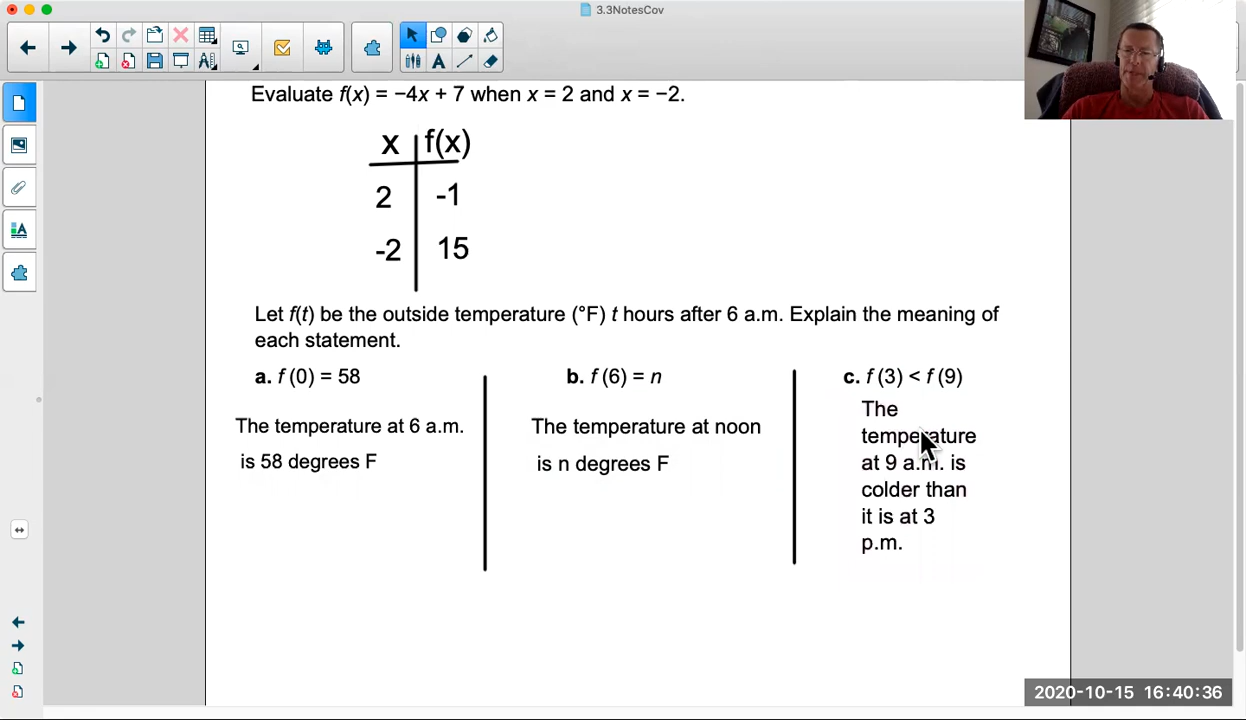 3.3NotesCov
Evaluate f(x) = −4x + 7 when x = 2 and x = −2.
x f(x)
2 -1
-2 15
Let f(t) be the outside temperature (°F) t hours after 6 a.m. Explain the meaning of
each statement.
a. f (0) = 58
The temperature at 6 a.m.
is 58 degrees F
b. f (6) = n
The temperature at noon
is n degrees F
c. f (3) < f (9)
The
temperature
at 9 a.m. is
colder than
it is at 3
p.m.
2020-10-15 16:40:36